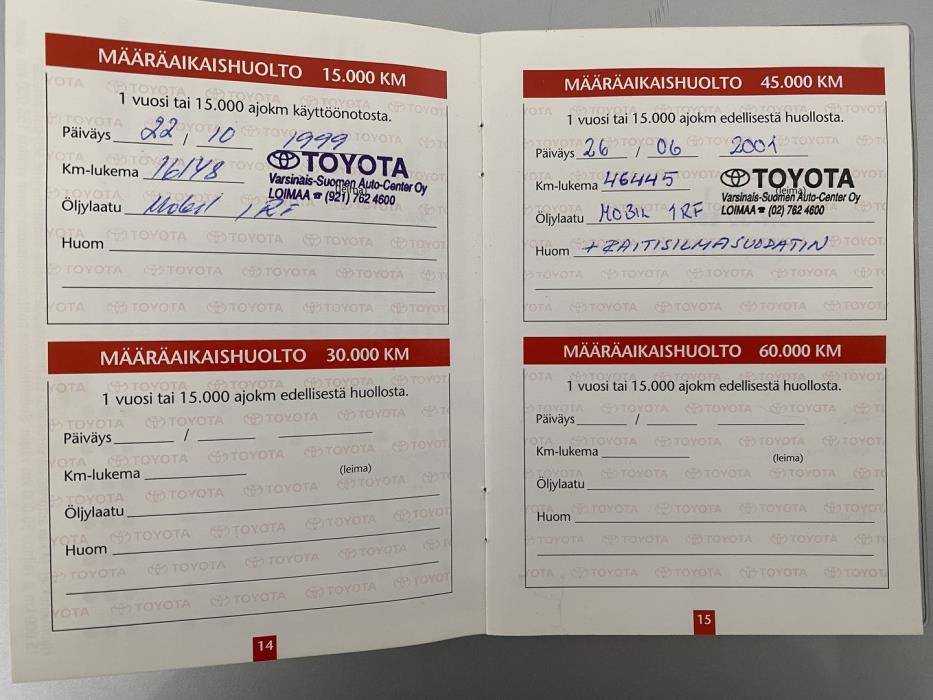 MÄÄRÄAIKAISHUOLTO 15.000 KM
1 vuosi tai 15.000 ajokm käyttöönotosta.
Päiväys 22 / 10 1999
Km-lukema 16148
TOYOTA
Varsinais-Suomen Auto-Center Oy
(leima)
LOIMAA ☎ (921) 762 4600
Öljylaatu Mobil 1RF
Huom
MÄÄRÄAIKAISHUOLTO 30.000 KM
1 vuosi tai 15.000 ajokm edellisestä huollosta.
Päiväys /
Km-lukema (leima)
Öljylaatu
Huom
14
MÄÄRÄAIKAISHUOLTO 45.000 KM
1 vuosi tai 15.000 ajokm edellisestä huollosta.
Päiväys 26 / 06 2001
Km-lukema 46445
TOYOTA
(leima)
Varsinais-Suomen Auto-Center Oy
LOIMAA ☎ (02) 762 4600
Öljylaatu MOBIL 1RF
Huom + RAITISILMASUODATIN
MÄÄRÄAIKAISHUOLTO 60.000 KM
1 vuosi tai 15.000 ajokm edellisestä huollosta.
Päiväys /
Km-lukema (leima)
Öljylaatu
Huom
15